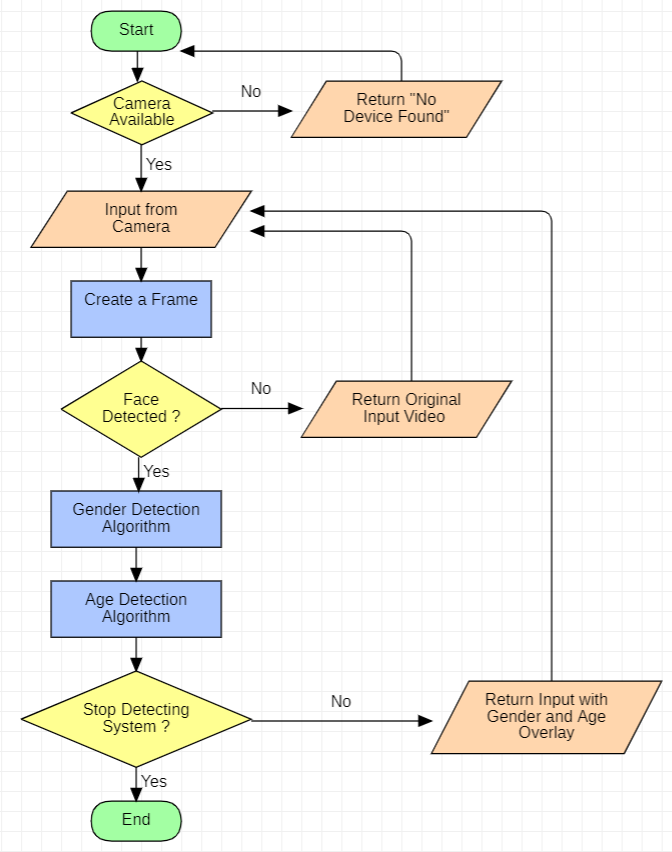 Start
Camera
Available
No
Return "No
Device Found"
Yes
Input from
Camera
Create a Frame
Face
Detected ?
No
Return Original
Input Video
Yes
Gender Detection
Algorithm
Age Detection
Algorithm
Stop Detecting
System ?
No
Return Input with
Gender and Age
Overlay
Yes
End